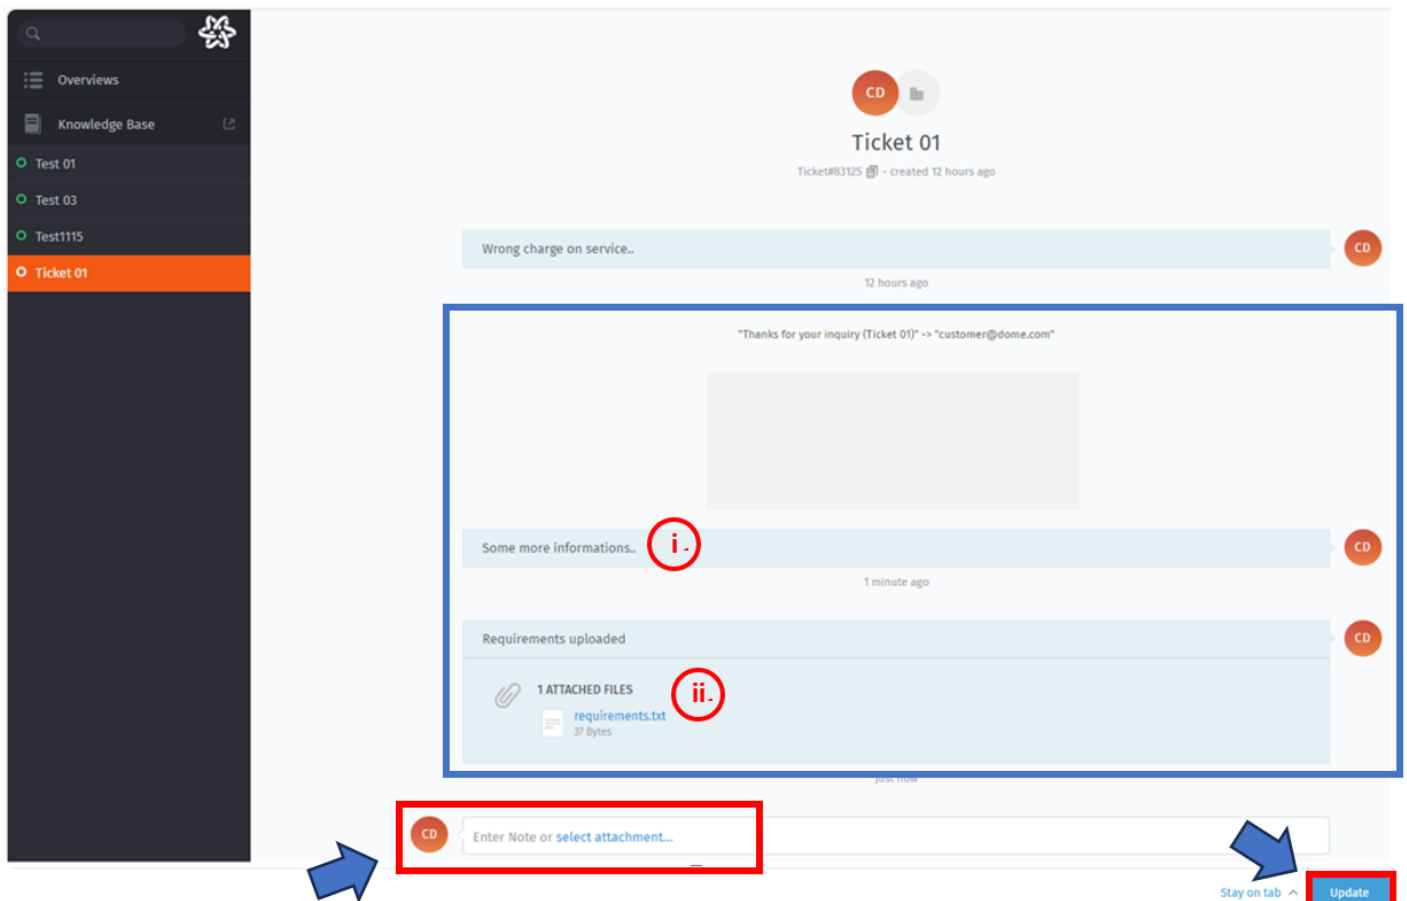 Overviews
Knowledge Base
Test 01
Test 03
Test1115
Ticket 01
CD
Ticket 01
Ticket#83125 - created 12 hours ago
Wrong charge on service..
CD
12 hours ago
"Thanks for your inquiry (Ticket 01)" -> "customer@dome.com"
Some more informations..
i.
CD
1 minute ago
Requirements uploaded
CD
1 ATTACHED FILES
ii.
requirements.txt
37 Bytes
just now
CD
Enter Note or select attachment...
Stay on tab
Update